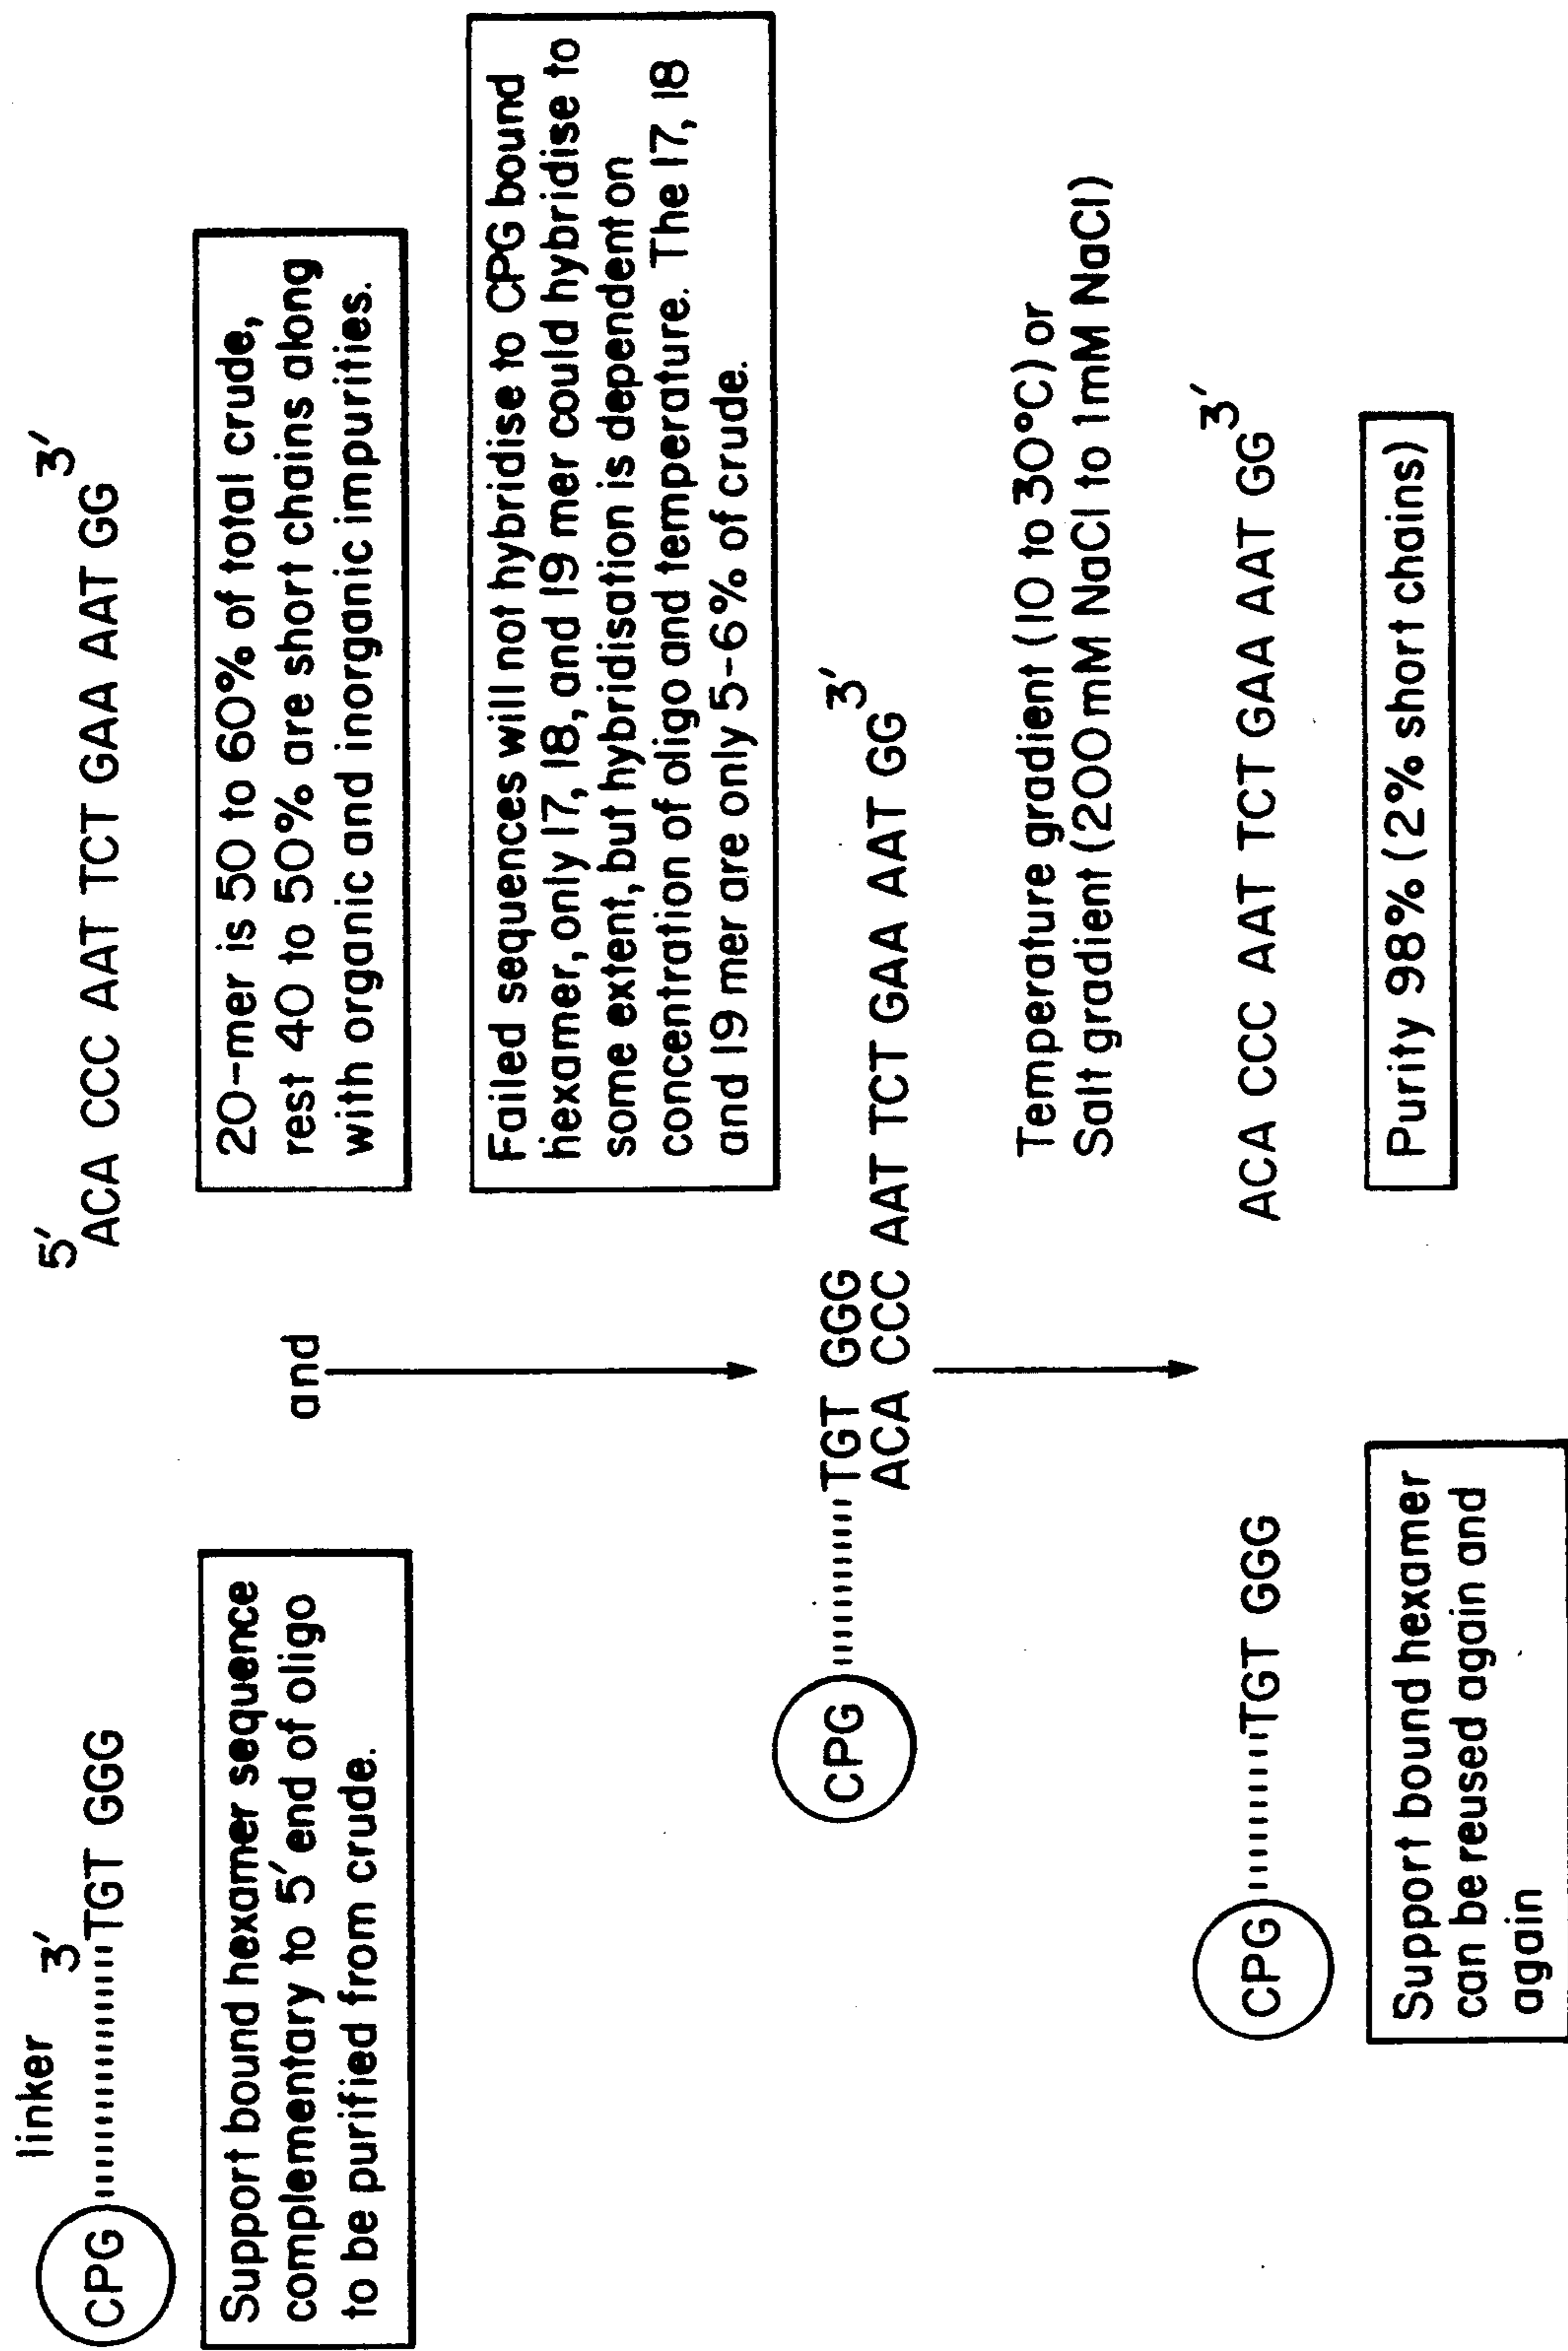 linker
CPG
3′
TGT GGG
5′
ACA CCC AAT TCT GAA AAT GG
3′
Support bound hexamer sequence
complementary to 5′ end of oligo
to be purified from crude.
and
20-mer is 50 to 60% of total crude,
rest 40 to 50% are short chains along
with organic and inorganic impurities.
Failed sequences will not hybridise to CPG bound
hexamer, only 17, 18, and 19 mer could hybridise to
some extent, but hybridisation is dependent on
concentration of oligo and temperature. The 17, 18
and 19 mer are only 5-6% of crude.
CPG
TGT GGG
ACA CCC AAT TCT GAA AAT GG
3′
Temperature gradient (10 to 30°C) or
Salt gradient (200 mM NaCl to 1mM NaCl)
CPG
TGT GGG
ACA CCC AAT TCT GAA AAT GG
3′
Support bound hexamer
can be reused again and
again
Purity 98% (2% short chains)